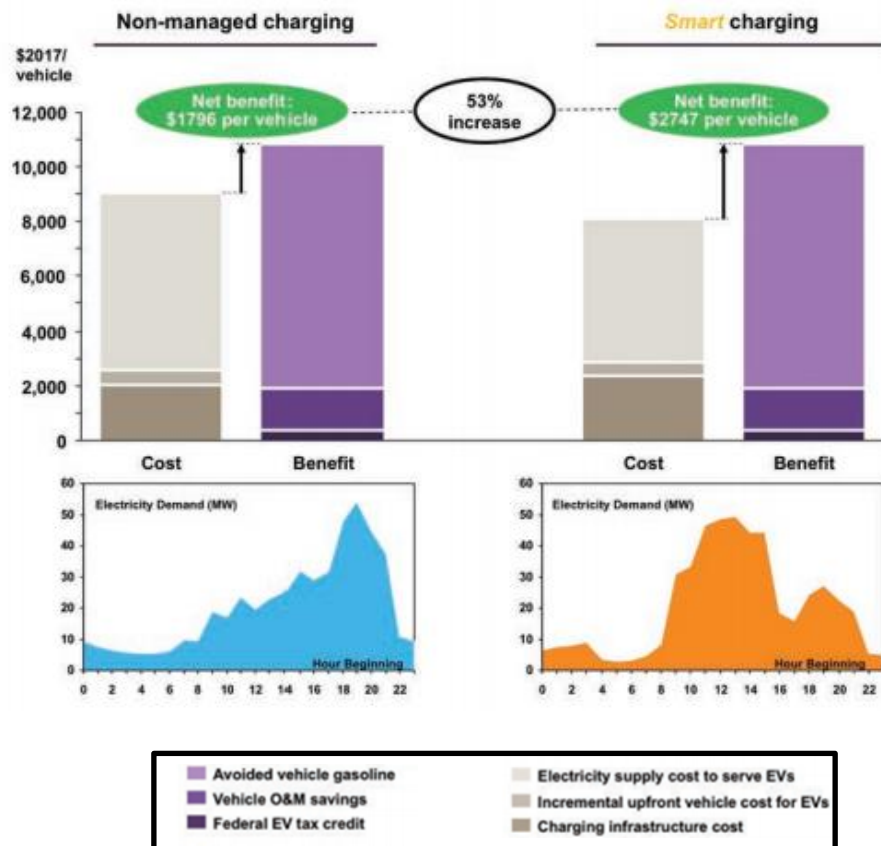 Non-managed charging
Smart charging
$2017/
vehicle
Net benefit:
$1796 per vehicle
53%
increase
Net benefit:
$2747 per vehicle
12,000
10,000
8,000
6,000
4,000
2,000
0
Cost Benefit
Cost Benefit
60
50
40
30
20
10
0
Electricity Demand (MW)
Hour Beginning
0 2 4 6 8 10 12 14 16 18 20 22
60
50
40
30
20
10
0
Electricity Demand (MW)
Hour Beginning
0 2 4 6 8 10 12 14 16 18 20 22
Avoided vehicle gasoline
Vehicle O&M savings
Federal EV tax credit
Electricity supply cost to serve EVs
Incremental upfront vehicle cost for EVs
Charging infrastructure cost